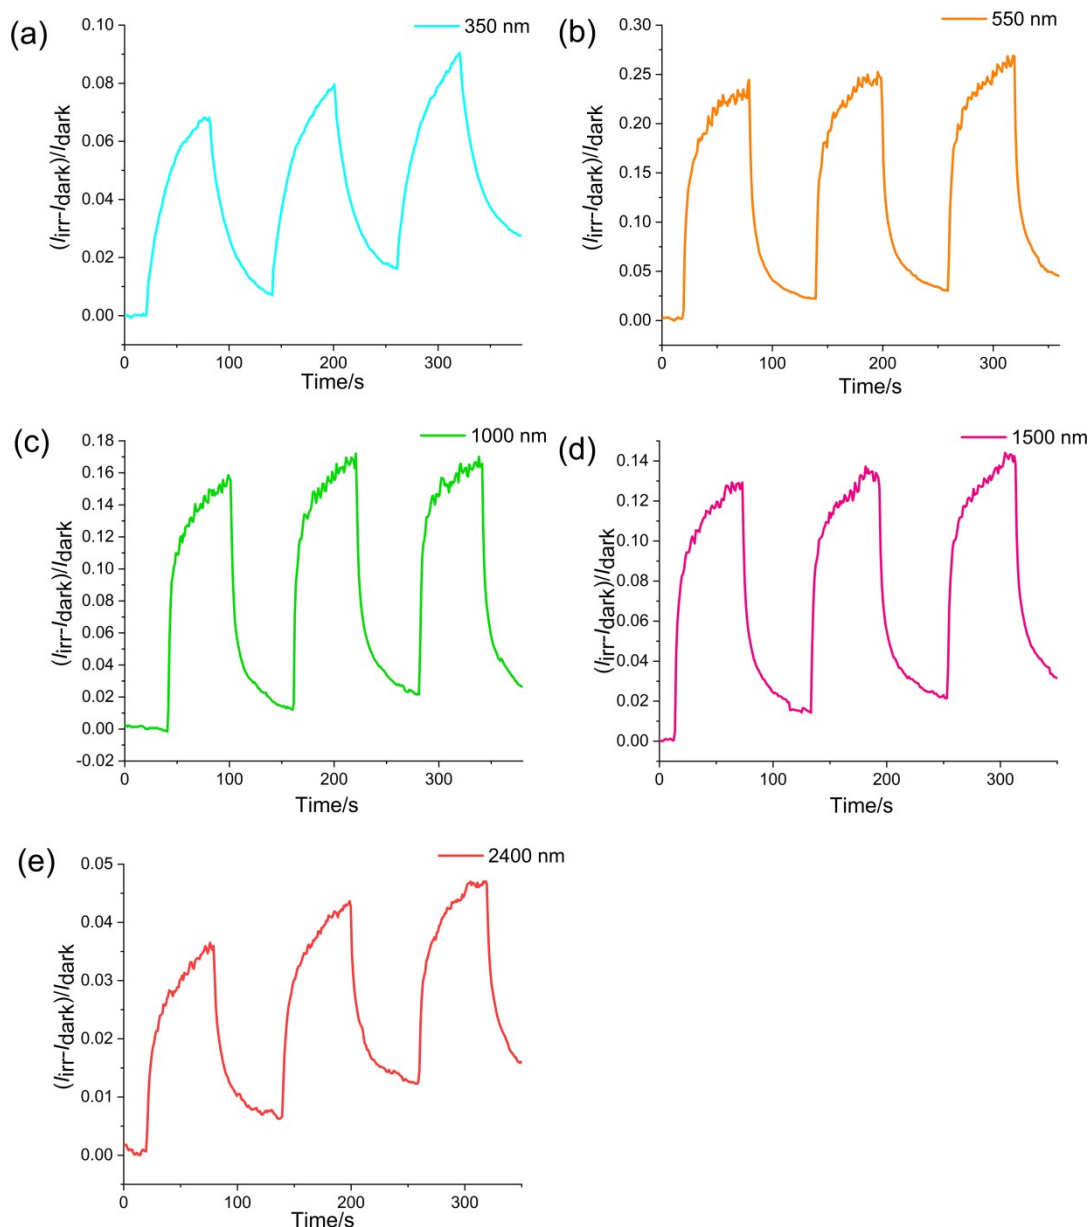 (a)
350 nm
(Iirr-Idark)/Idark
0.10
0.08
0.06
0.04
0.02
0.00
0 100 200 300
Time/s
(b)
550 nm
(Iirr-Idark)/Idark
0.30
0.25
0.20
0.15
0.10
0.05
0.00
0 100 200 300
Time/s
(c)
1000 nm
(Iirr-Idark)/Idark
0.18
0.16
0.14
0.12
0.10
0.08
0.06
0.04
0.02
0.00
-0.02
0 100 200 300
Time/s
(d)
1500 nm
(Iirr-Idark)/Idark
0.14
0.12
0.10
0.08
0.06
0.04
0.02
0.00
0 100 200 300
Time/s
(e)
2400 nm
(Iirr-Idark)/Idark
0.05
0.04
0.03
0.02
0.01
0.00
0 100 200 300
Time/s